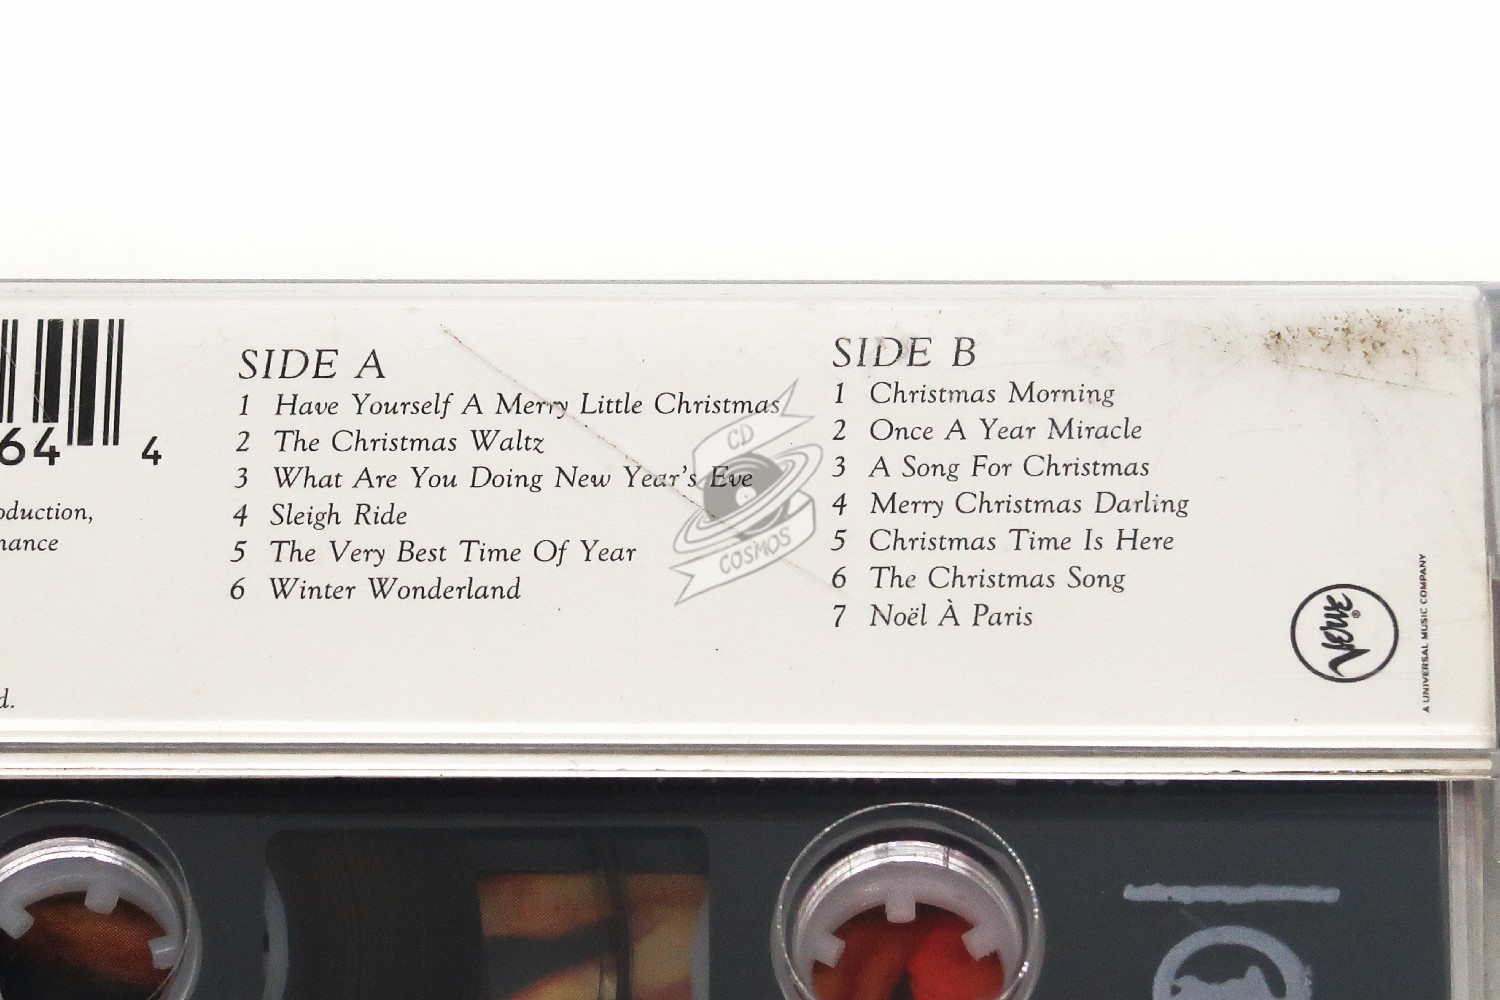 64 4
oduction,
nance
d.
SIDE A
1 Have Yourself A Merry Little Christmas
2 The Christmas Waltz
3 What Are You Doing New Year's Eve
4 Sleigh Ride
5 The Very Best Time Of Year
6 Winter Wonderland
SIDE B
1 Christmas Morning
2 Once A Year Miracle
3 A Song For Christmas
4 Merry Christmas Darling
5 Christmas Time Is Here
6 The Christmas Song
7 Noël À Paris
CD
COSMOS
VERVE
A UNIVERSAL MUSIC COMPANY